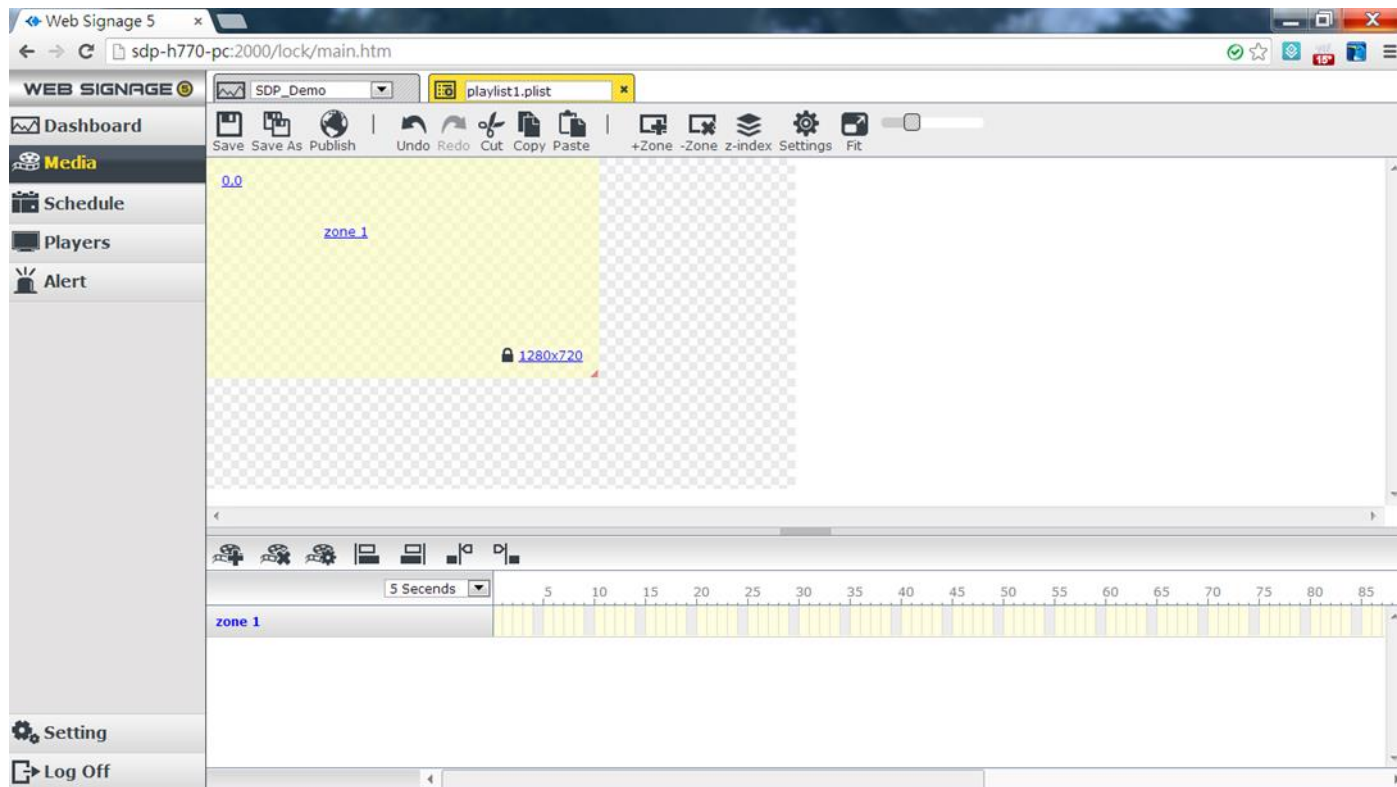 Web Signage 5
sdp-h770-pc:2000/lock/main.htm
15°
WEB SIGNAGE 5
SDP_Demo
playlist1.plist
Dashboard
Media
Schedule
Players
Alert
Setting
Log Off
Save Save As Publish Undo Redo Cut Copy Paste +Zone -Zone z-index Settings Fit
0,0
zone 1
1280x720
5 Seconds
5 10 15 20 25 30 35 40 45 50 55 60 65 70 75 80 85
zone 1